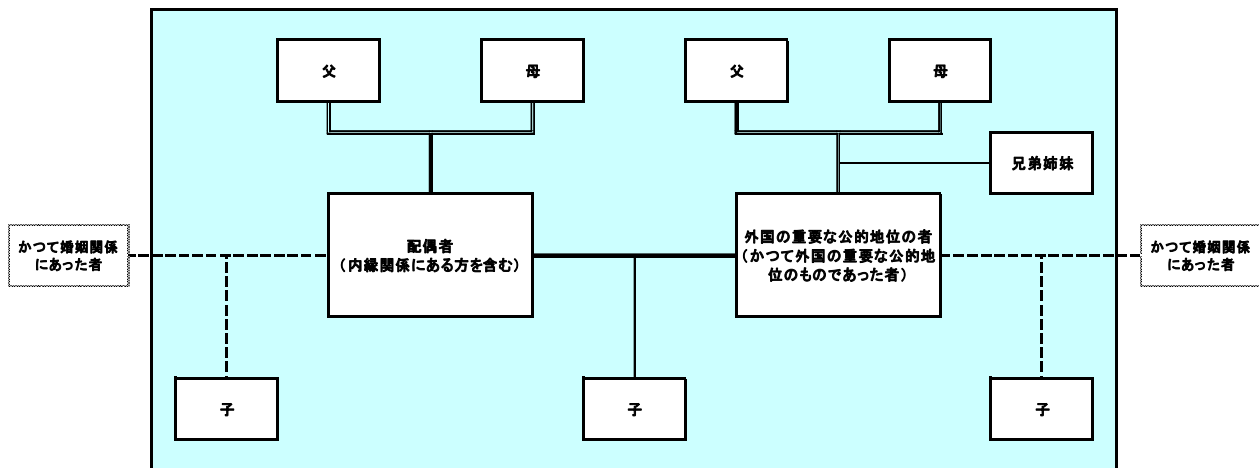 父
母
父
母
兄弟姉妹
かつて婚姻関係
にあった者
配偶者
（内縁関係にある方を含む）
外国の重要な公的地位の者
（かつて外国の重要な公的地
位のものであった者）
かつて婚姻関係
にあった者
子
子
子